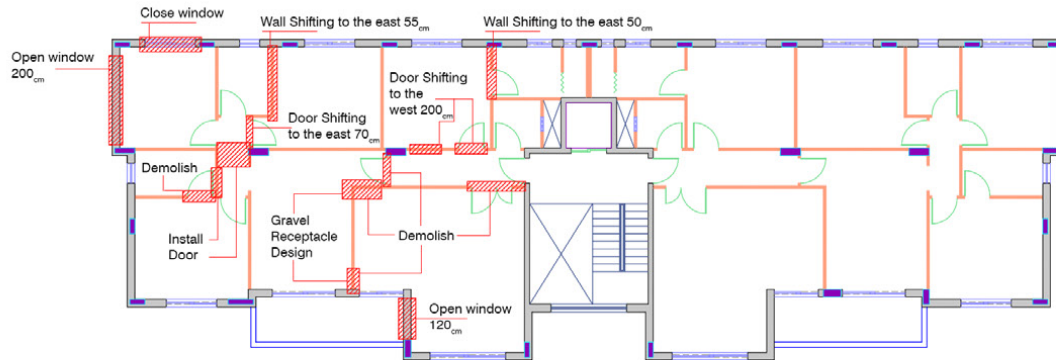 Close window
Wall Shifting to the east 55cm
Wall Shifting to the east 50cm
Open window
200cm
Door Shifting
to the
west 200cm
Door Shifting
to the east 70cm
Demolish
Install
Door
Gravel
Receptacle
Design
Demolish
Open window
120cm